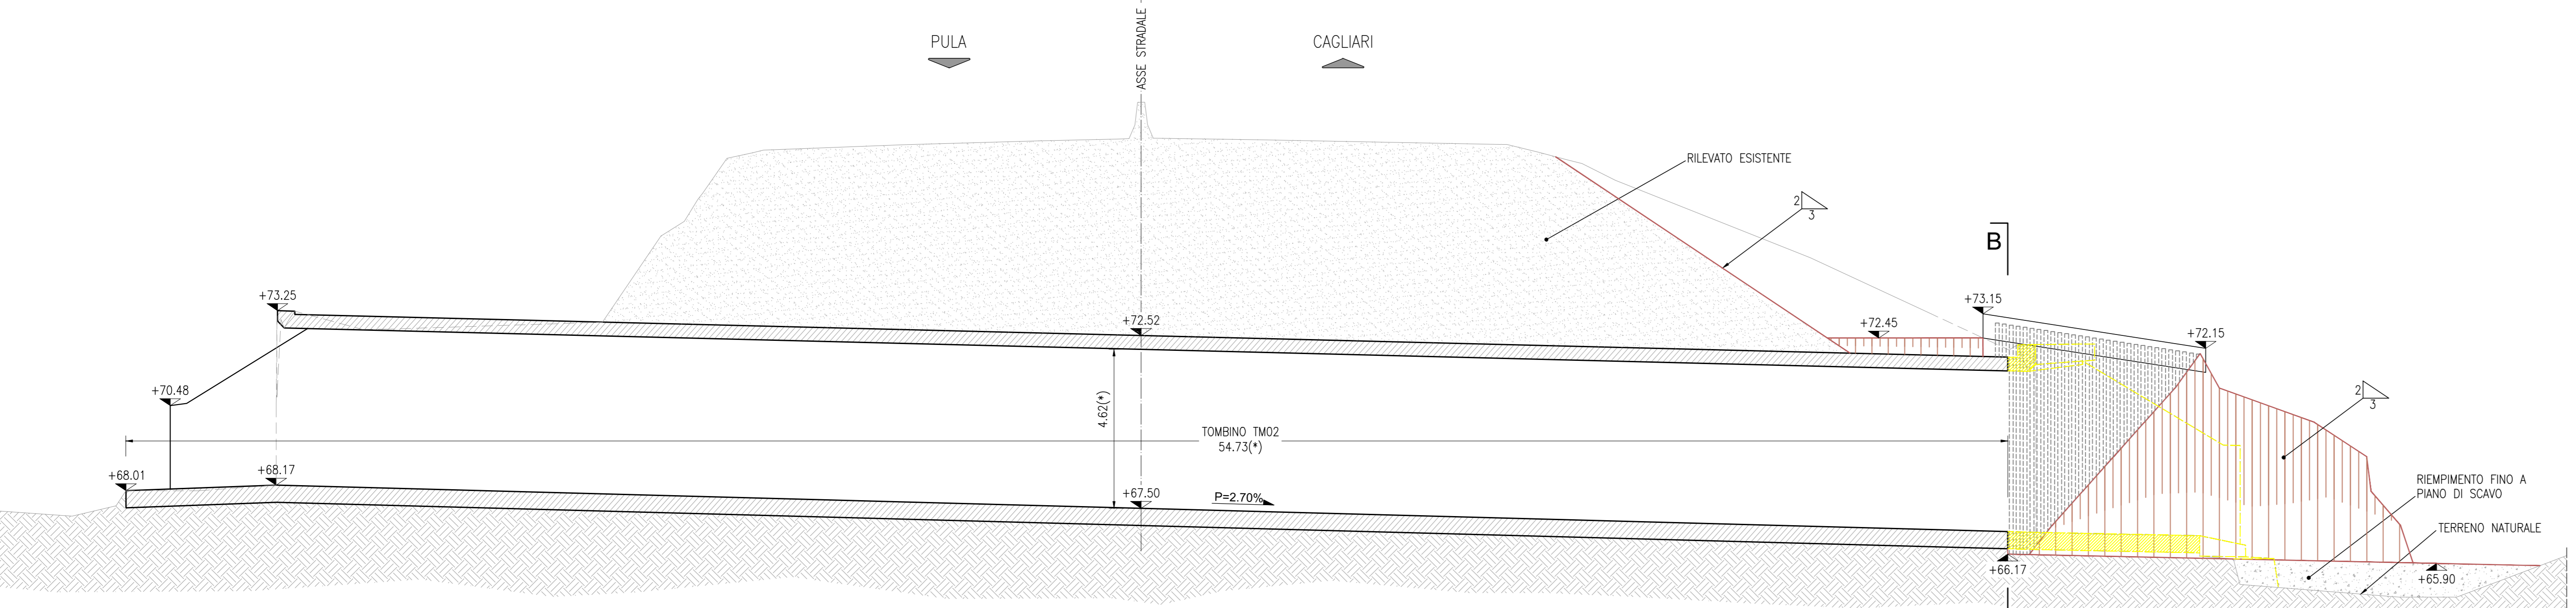 PULA
ASSE STRADALE
CAGLIARI
RILEVATO ESISTENTE
2
3
B
+73.25
+72.52
+72.45
+73.15
+72.15
+70.48
4.62(*)
2
3
TOMBINO TM02
54.73(*)
+68.01
+68.17
+67.50
P=2.70%
RIEMPIMENTO FINO A
PIANO DI SCAVO
TERRENO NATURALE
+66.17
+65.90